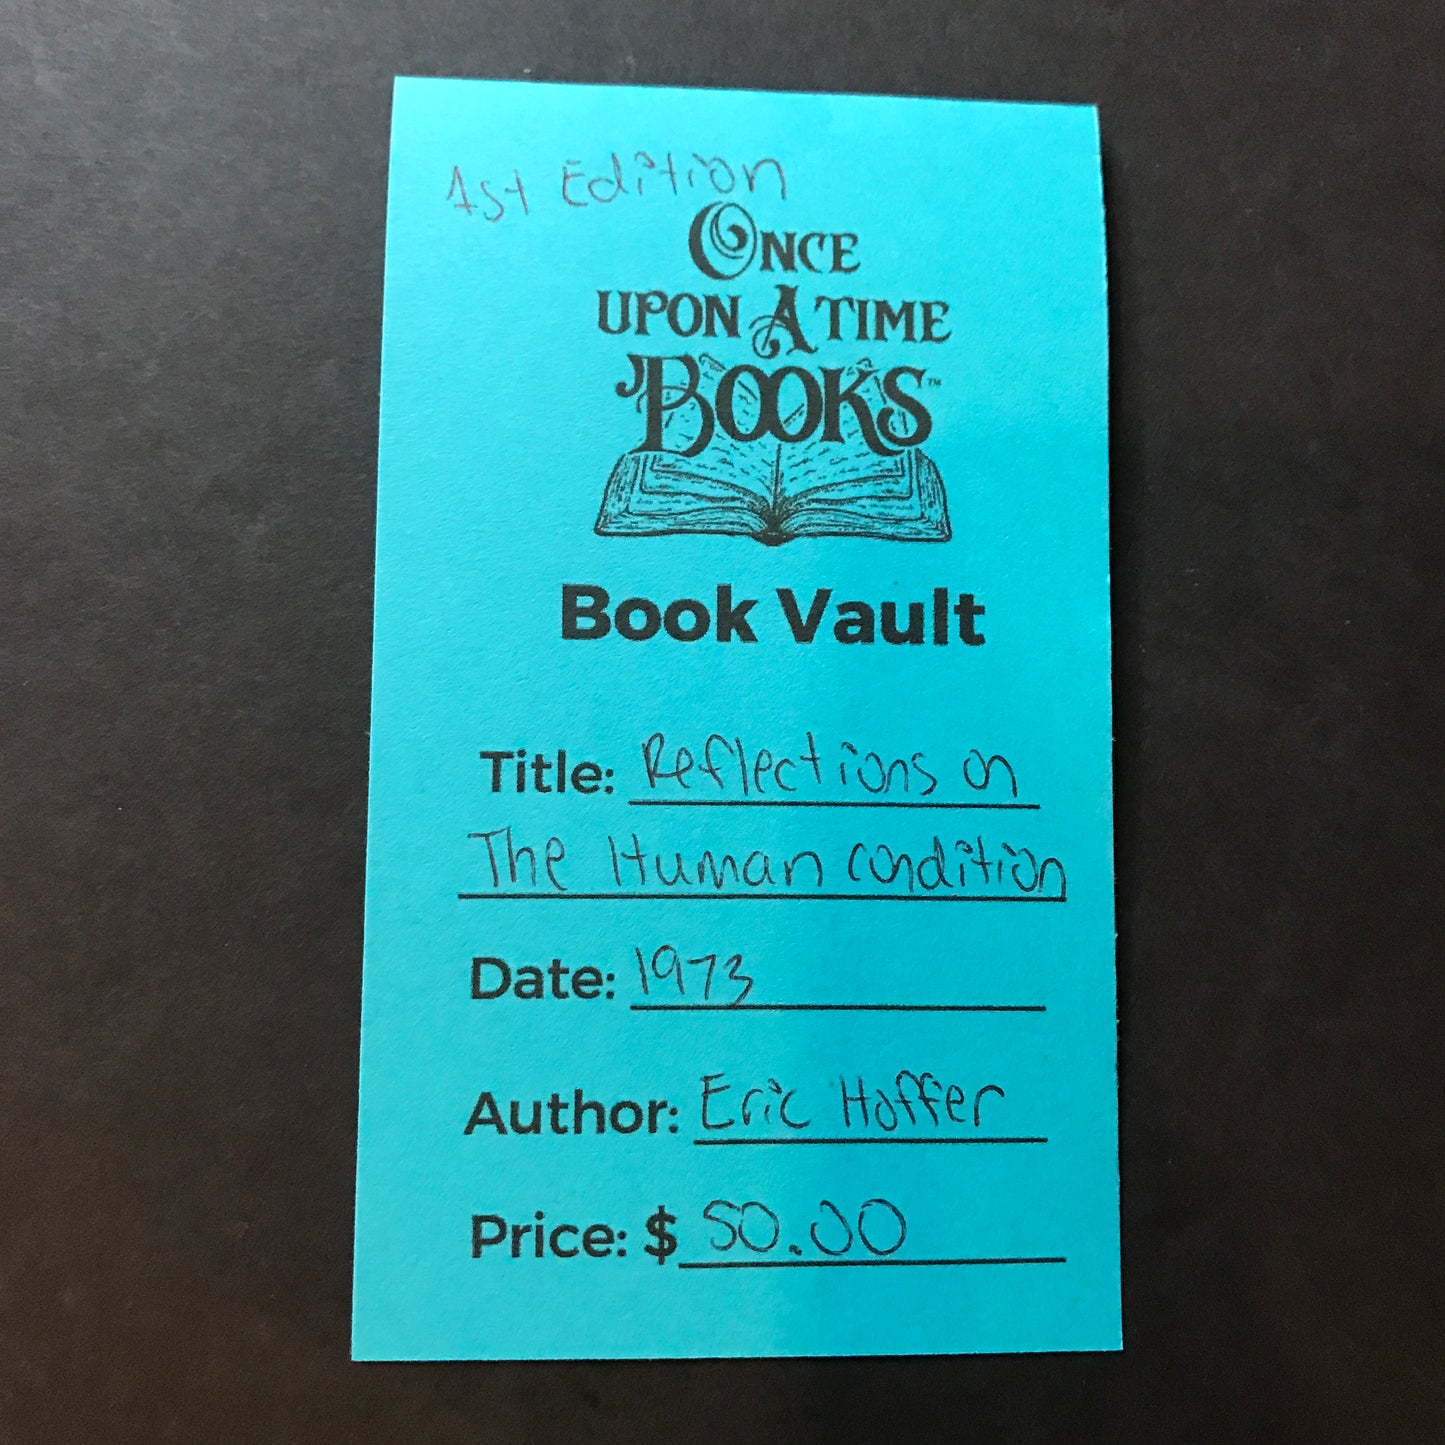 1st Edition
ONCE
UPON A TIME
BOOKS™
Book Vault
Title: Reflections on
The Human condition
Date: 1973
Author: Eric Hoffer
Price: $ 50.00